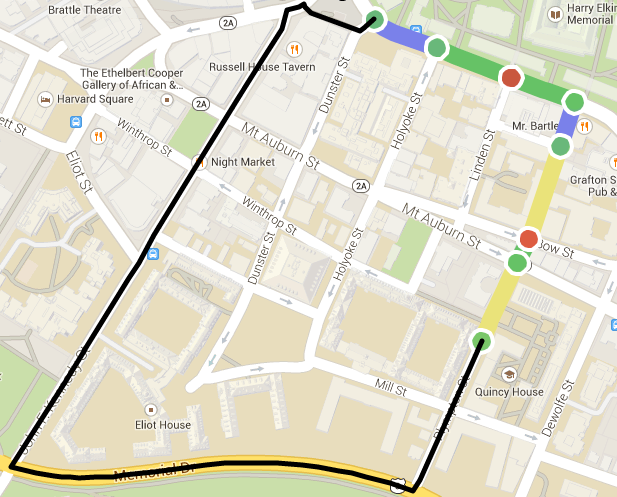 Brattle Theatre
2A
Harry Elkin
Memorial
Russell House Tavern
The Ethelbert Cooper
Gallery of African &...
Harvard Square
2A
Dunster St
Holyoke St
Linden St
Mr. Bartle
Winthrop St
Mt Auburn St
Night Market
Eliot St
ett St
2A
Grafton S
Pub &
Winthrop St
Mt Auburn St
Bow St
Dunster St
Holyoke St
Mill St
Quincy House
Dewolfe St
Eliot House
John F. Kennedy St
Plympton St
Memorial Dr